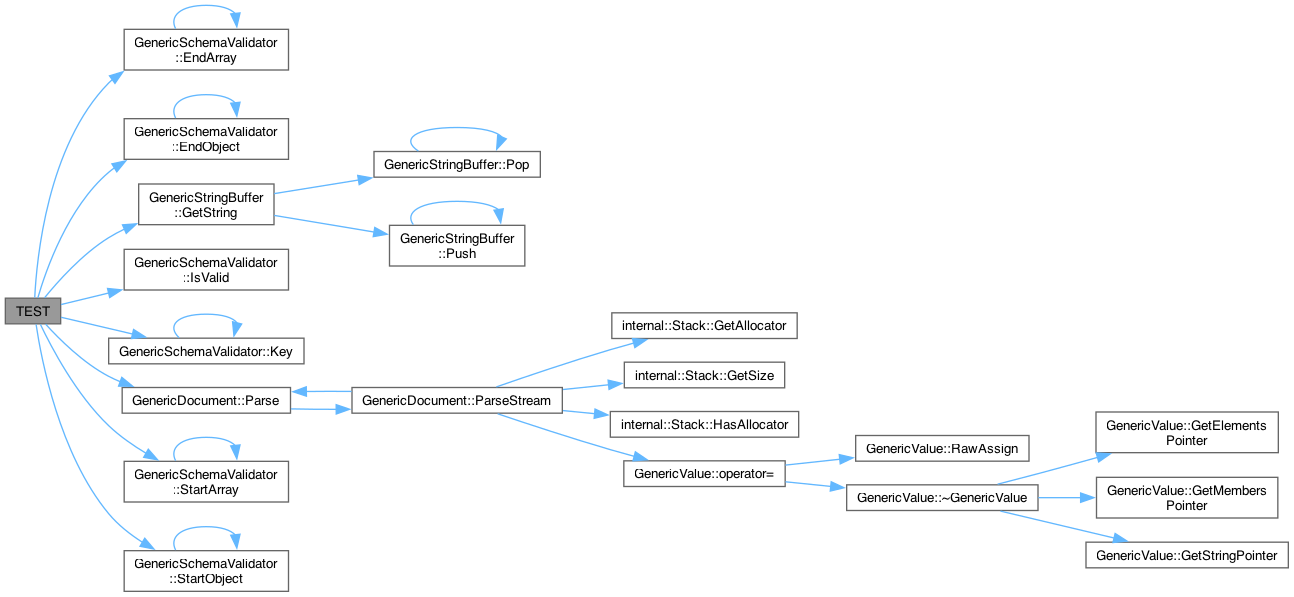 GenericSchemaValidator
::EndArray
GenericSchemaValidator
::EndObject
GenericStringBuffer::Pop
GenericStringBuffer
::GetString
GenericStringBuffer
::Push
GenericSchemaValidator
::IsValid
TEST
internal::Stack::GetAllocator
GenericSchemaValidator::Key
internal::Stack::GetSize
GenericDocument::Parse
GenericDocument::ParseStream
internal::Stack::HasAllocator
GenericValue::GetElements
Pointer
GenericValue::RawAssign
GenericSchemaValidator
::StartArray
GenericValue::operator=
GenericValue::~GenericValue
GenericValue::GetMembers
Pointer
GenericValue::GetStringPointer
GenericSchemaValidator
::StartObject